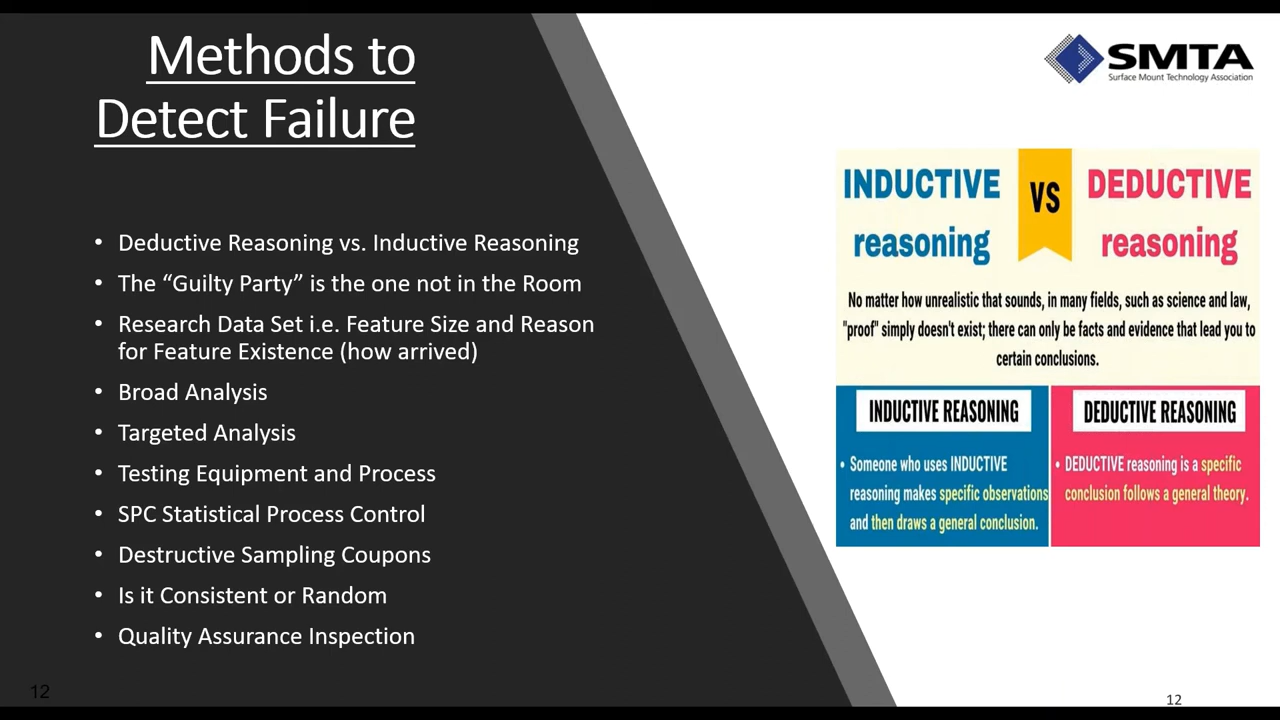 Methods to
Detect Failure
• Deductive Reasoning vs. Inductive Reasoning
• The “Guilty Party” is the one not in the Room
• Research Data Set i.e. Feature Size and Reason
for Feature Existence (how arrived)
• Broad Analysis
• Targeted Analysis
• Testing Equipment and Process
• SPC Statistical Process Control
• Destructive Sampling Coupons
• Is it Consistent or Random
• Quality Assurance Inspection
12
SMTA
Surface Mount Technology Association
INDUCTIVE
reasoning
VS
DEDUCTIVE
reasoning
No matter how unrealistic that sounds, in many fields, such as science and law,
"proof" simply doesn't exist; there can only be facts and evidence that lead you to
certain conclusions.
INDUCTIVE REASONING
• Someone who uses INDUCTIVE
reasoning makes specific observations
and then draws a general conclusion.
DEDUCTIVE REASONING
• DEDUCTIVE reasoning is a specific
conclusion follows a general theory.
12